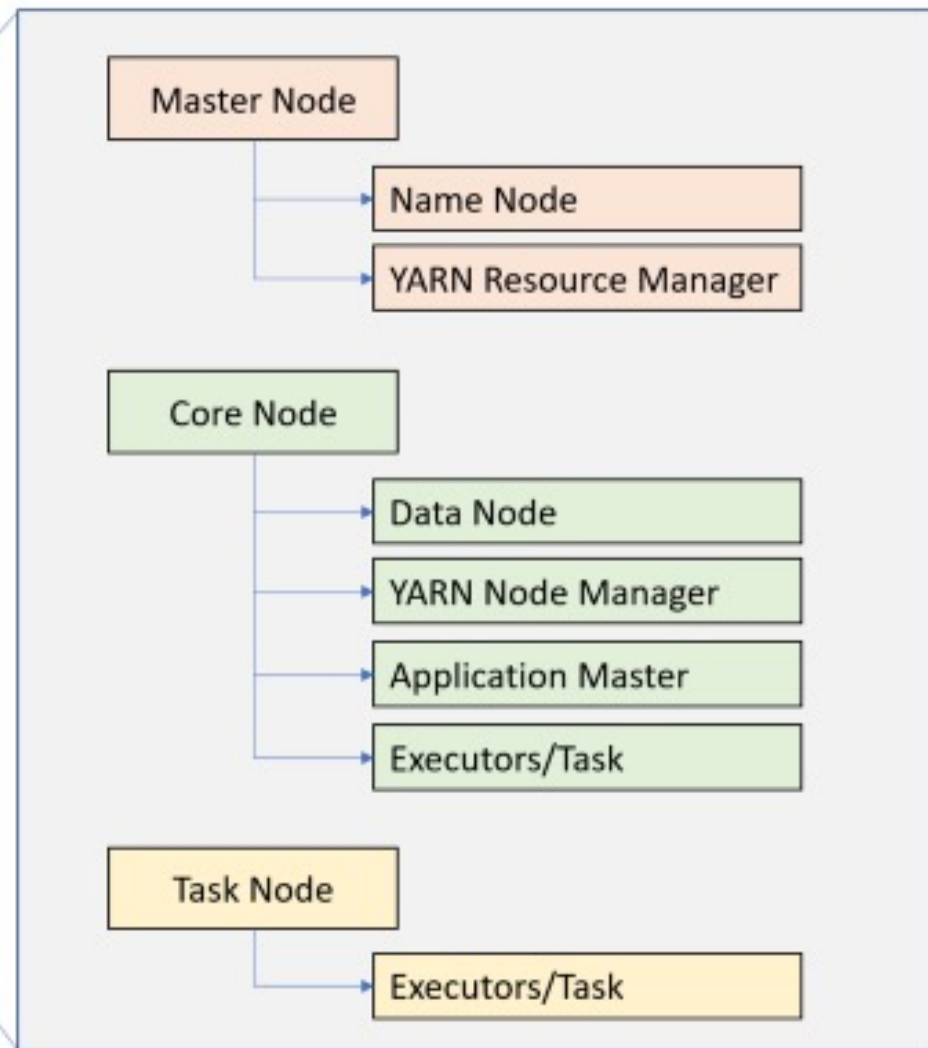 Master Node
Name Node
YARN Resource Manager
Core Node
Data Node
YARN Node Manager
Application Master
Executors/Task
Task Node
Executors/Task